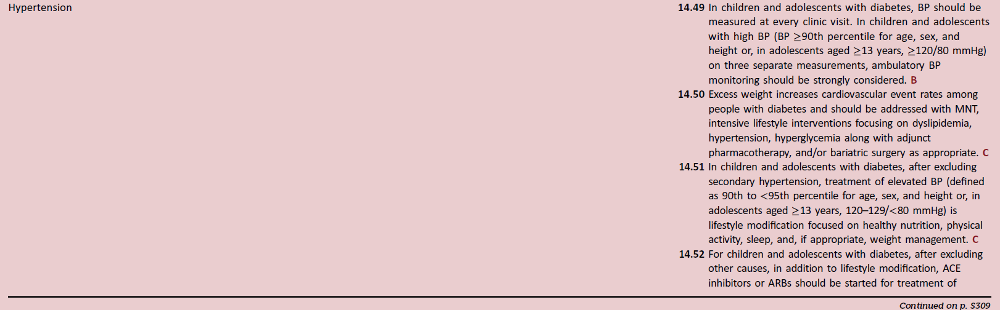 Hypertension
14.49 In children and adolescents with diabetes, BP should be
measured at every clinic visit. In children and adolescents
with high BP (BP ≥90th percentile for age, sex, and
height or, in adolescents aged ≥13 years, ≥120/80 mmHg)
on three separate measurements, ambulatory BP
monitoring should be strongly considered. B
14.50 Excess weight increases cardiovascular event rates among
people with diabetes and should be addressed with MNT,
intensive lifestyle interventions focusing on dyslipidemia,
hypertension, hyperglycemia along with adjunct
pharmacotherapy, and/or bariatric surgery as appropriate. C
14.51 In children and adolescents with diabetes, after excluding
secondary hypertension, treatment of elevated BP (defined
as 90th to <95th percentile for age, sex, and height or, in
adolescents aged ≥13 years, 120–129/<80 mmHg) is
lifestyle modification focused on healthy nutrition, physical
activity, sleep, and, if appropriate, weight management. C
14.52 For children and adolescents with diabetes, after excluding
other causes, in addition to lifestyle modification, ACE
inhibitors or ARBs should be started for treatment of
Continued on p. S309